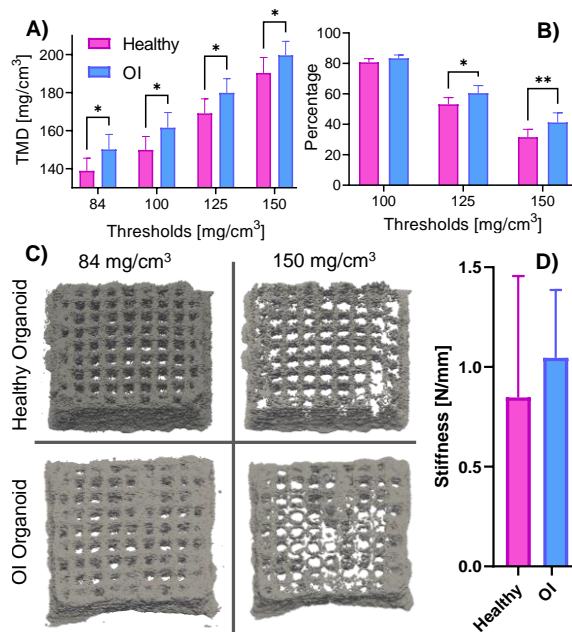 A)
Healthy
OI
TMD [mg/cm³]
200
180
160
140
* * * *
84 100 125 150
Thresholds [mg/cm³]
B)
Percentage
100
80
60
40
20
0
* **
100 125 150
Thresholds [mg/cm³]
C)
84 mg/cm³
150 mg/cm³
Healthy Organoid
OI Organoid
D)
Stiffness [N/mm]
1.5
1.0
0.5
0.0
Healthy
OI